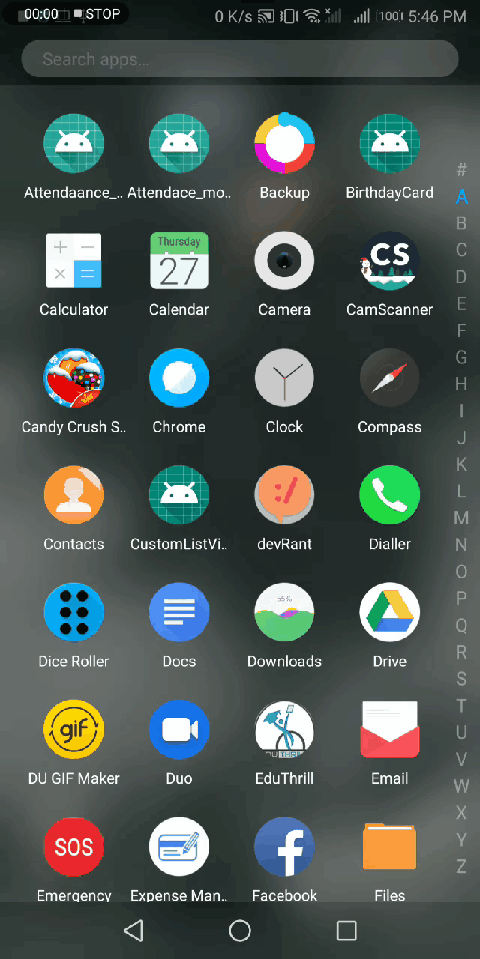 00:00 STOP 0 K/s 100 5:46 PM
Search apps...
Attendaance_.. Attendace_mo.. Backup BirthdayCard
Thursday
27
CS
Calculator Calendar Camera CamScanner
Candy Crush S.. Chrome Clock Compass
Contacts CustomListVi.. devRant Dialler
55%
Dice Roller Docs Downloads Drive
gif
DU GIF Maker Duo EduThrill Email
SOS
Emergency Expense Man.. Facebook Files
#
A
B
C
D
E
F
G
H
I
J
K
L
M
N
O
P
Q
R
S
T
U
V
W
X
Y
Z